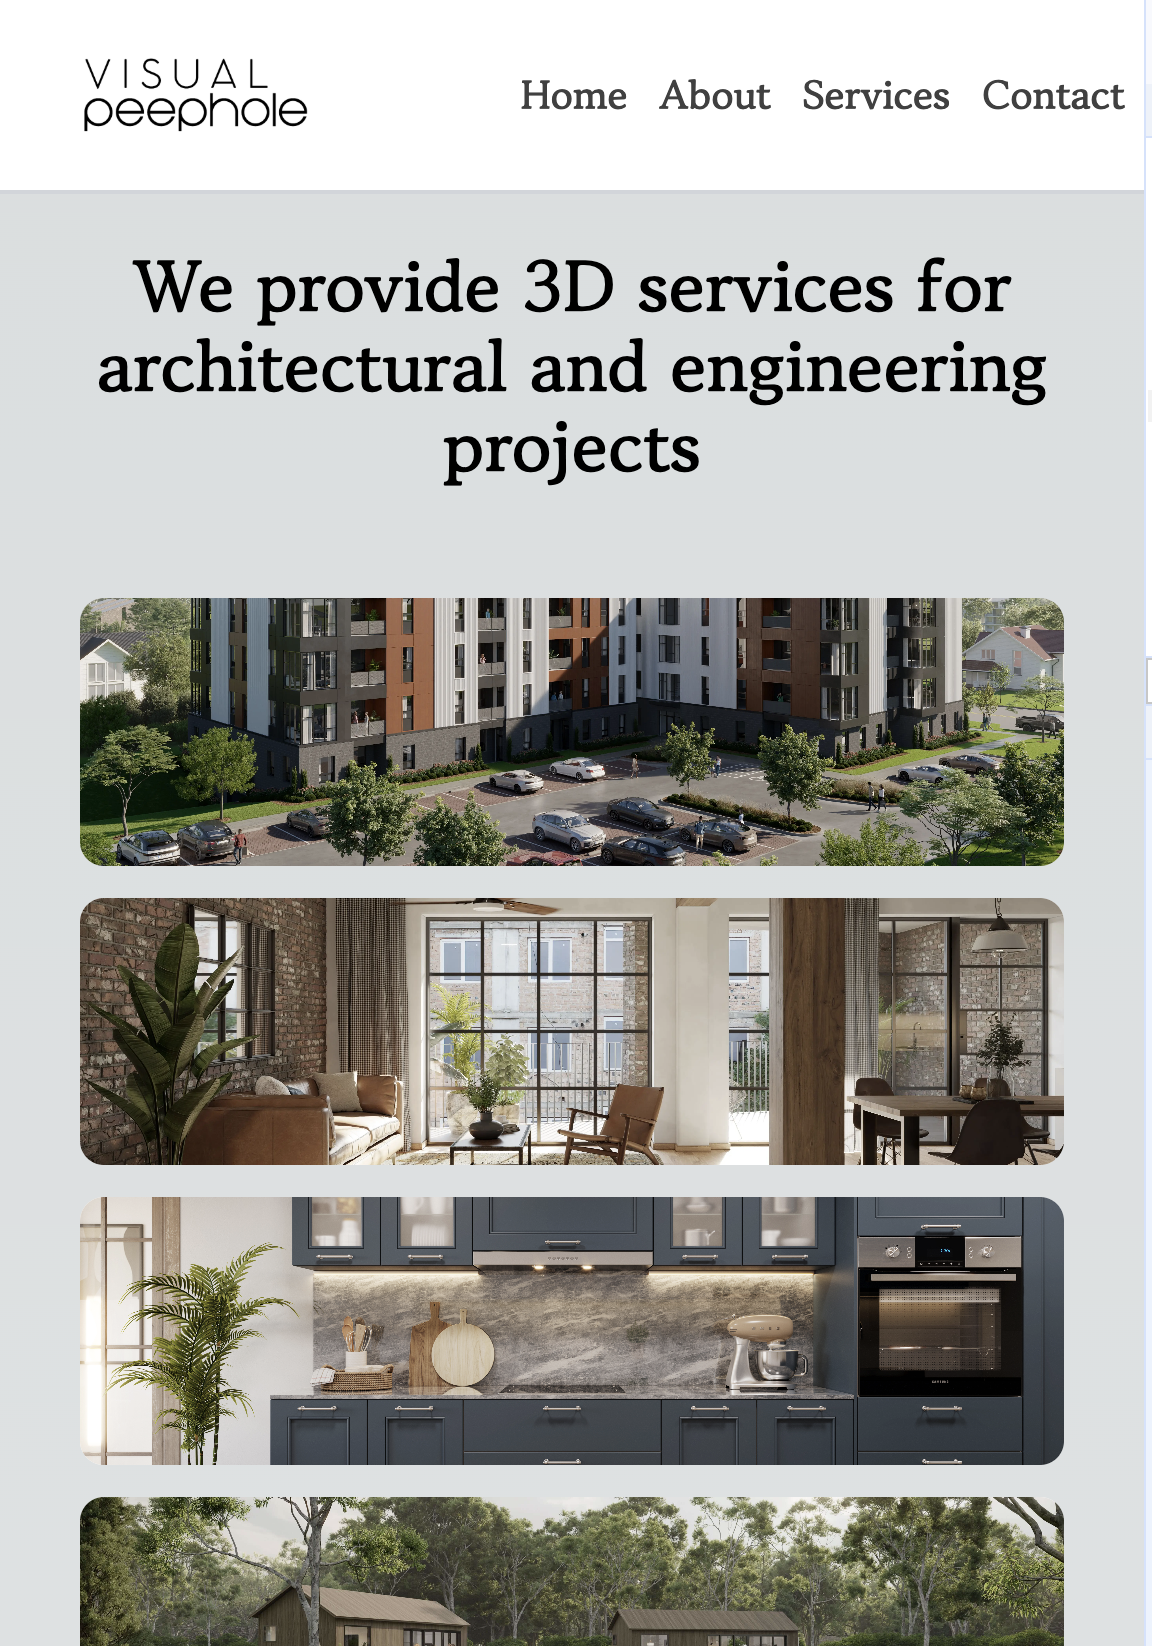 VISUAL
peephole
Home About Services Contact
We provide 3D services for
architectural and engineering
projects